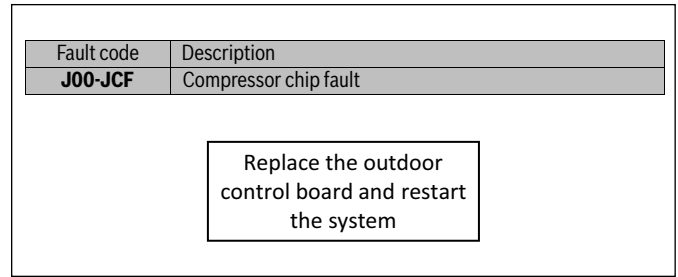 Fault code Description
J00-JCF Compressor chip fault
Replace the outdoor
control board and restart
the system